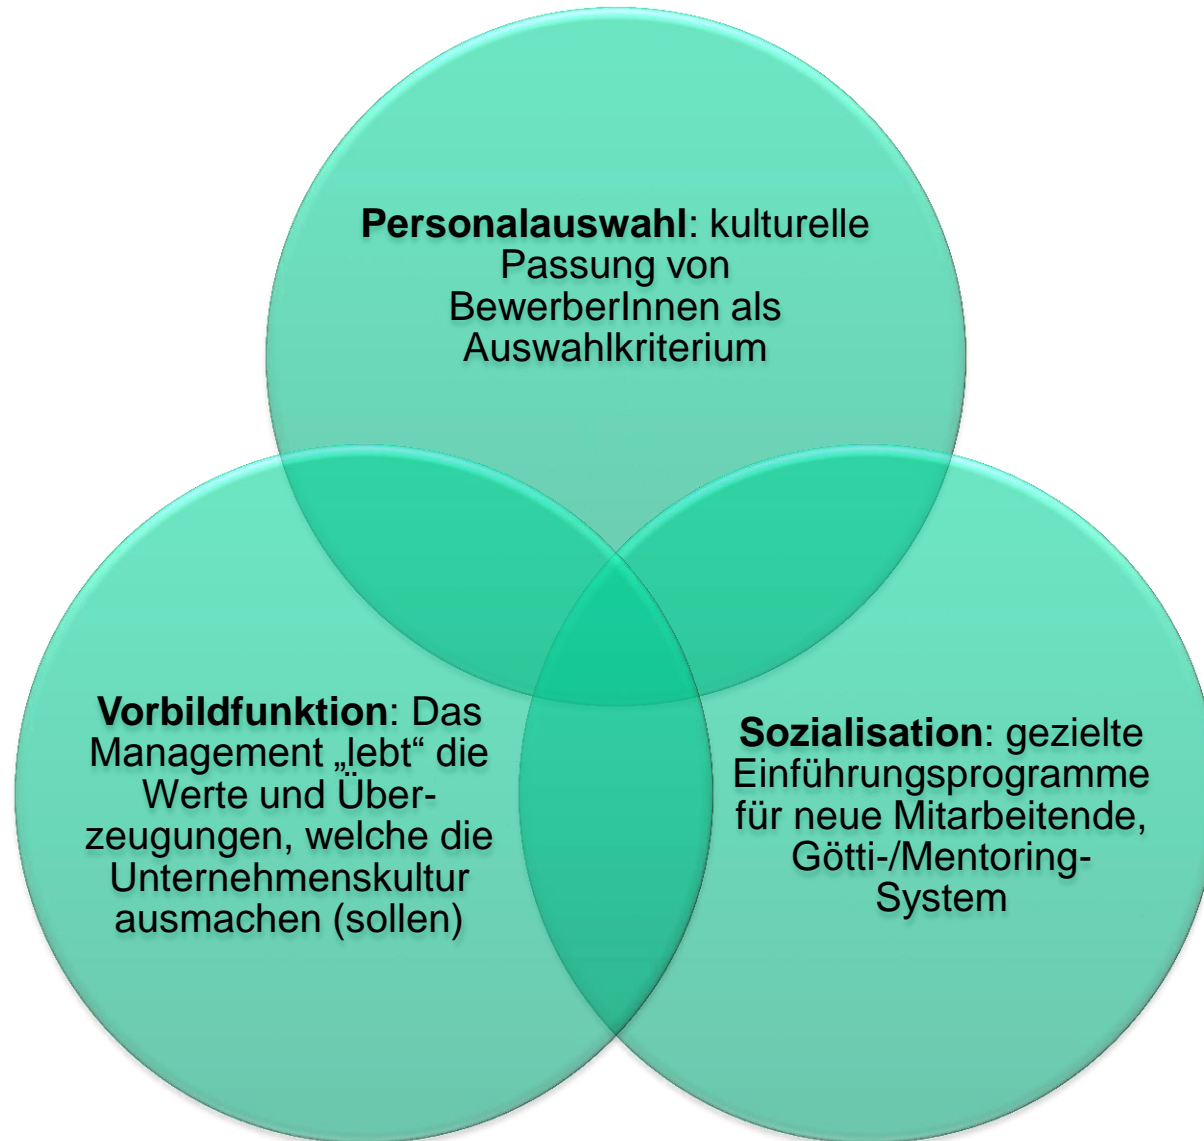 Personalauswahl: kulturelle
Passung von
BewerberInnen als
Auswahlkriterium
Vorbildfunktion: Das
Management „lebt“ die
Werte und Über-
zeugungen, welche die
Unternehmenskultur
ausmachen (sollen)
Sozialisation: gezielte
Einführungsprogramme
für neue Mitarbeitende,
Götti-/Mentoring-
System